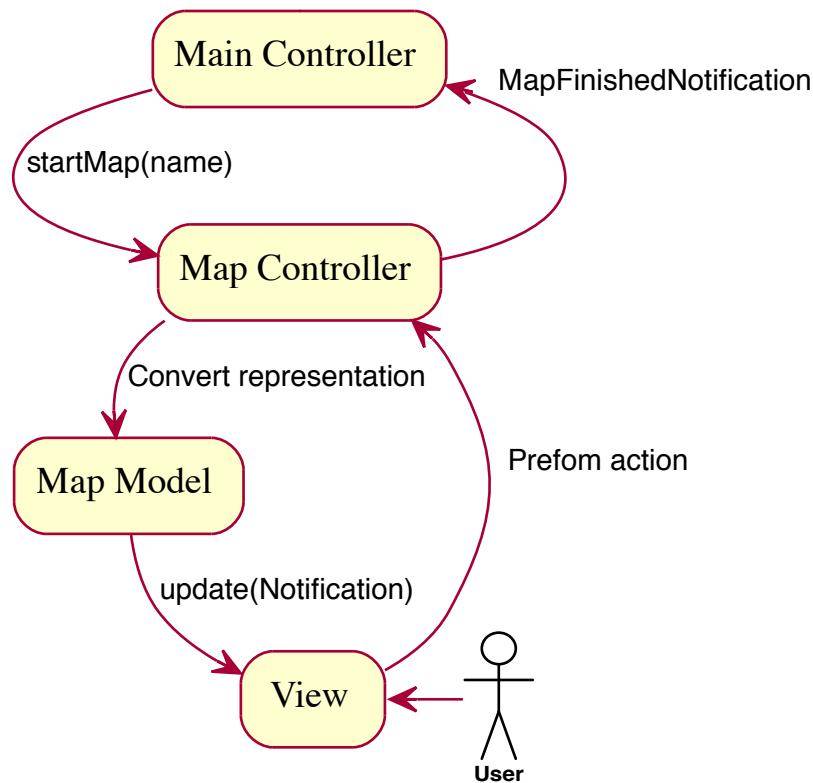 Main Controller
MapFinishedNotification
startMap(name)
Map Controller
Convert representation
Prefom action
Map Model
update(Notification)
View
User